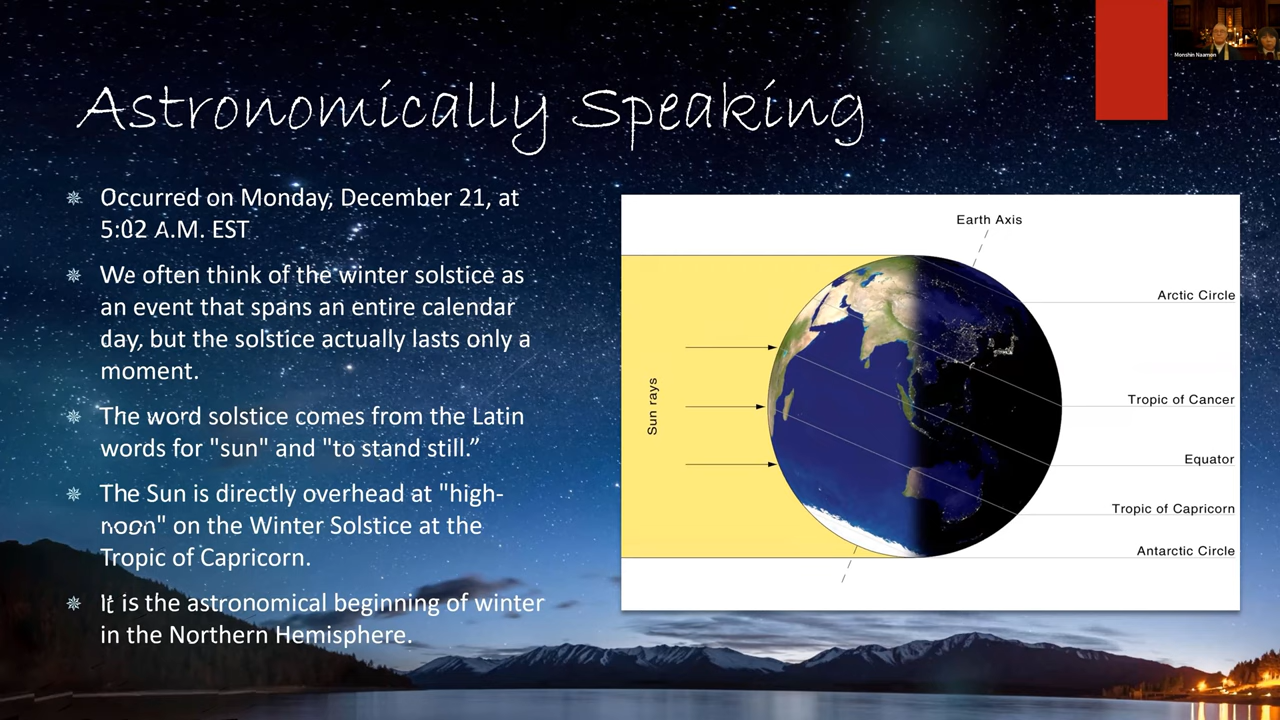 Monshin Naamon
Astronomically Speaking
Occurred on Monday, December 21, at
5:02 A.M. EST
We often think of the winter solstice as
an event that spans an entire calendar
day, but the solstice actually lasts only a
moment.
The word solstice comes from the Latin
words for "sun" and "to stand still.”
The Sun is directly overhead at "high-
noon" on the Winter Solstice at the
Tropic of Capricorn.
It is the astronomical beginning of winter
in the Northern Hemisphere.
Earth Axis
Arctic Circle
Sun rays
Tropic of Cancer
Equator
Tropic of Capricorn
Antarctic Circle